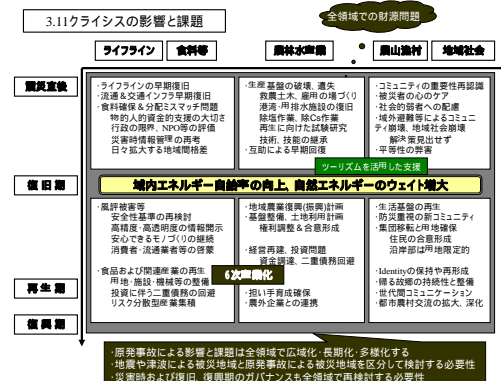 3.11クライシスの影響と課題
全領域での財源問題
ライフライン
食料等
農林水産業
農山漁村
地域社会
震災直後
・ライフラインの早期復旧
・流通&交通インフラ早期復旧
・食料確保&分配ミスマッチ問題
物的人的資金的支援の大切さ
行政の限界、NPO等の評価
災害時情報管理の再考
日々拡大する地域間格差
・生産基盤の破壊、遺失
救農土木、雇用の場づくり
港湾・用排水施設の復旧
除塩作業、除Cs作業
再生に向けた試験研究
技術、技能の継承
・互助による早期回復
・コミュニティの重要性再認識
・被災者の心のケア
・社会的弱者への配慮
・域外避難等によるコミュニ
ティ崩壊、地域社会崩壊
解決策見出せず
・平等性の弊害
ツーリズムを活用した支援
復旧期
域内エネルギー自給率の向上、自然エネルギーのウェイト増大
・風評被害等
安全性基準の再検討
高精度・高透明度の情報開示
安心できるモノづくりの継続
消費者・流通業者等の啓蒙
・食品および関連産業の再生
用地・施設・機械等の整備
投資に伴う二重債務の回避
リスク分散型産業集積
・地域農業復興(振興)計画
・基盤整備、土地利用計画
権利調整&合意形成
・経営再建、投資問題
資金調達、二重債務回避
6次産業化
・担い手育成確保
・農外企業との連携
・生活基盤の再生
・防災重視の新コミュニティ
・集団移転と用地確保
住民の合意形成
沿岸部は用地限定的
・Identityの保持や再形成
・帰る故郷の持続性と整備
・世代間コミュニケーション
・都市農村交流の拡大、深化
再生期
復興期
・原発事故による影響と課題は全領域で広域化・長期化・多様化する
・地震や津波による被災地域と原発事故による被災地域を区分して検討する必要性
・災害時および復旧、復興期のガバナンスも全領域で再検討する必要性